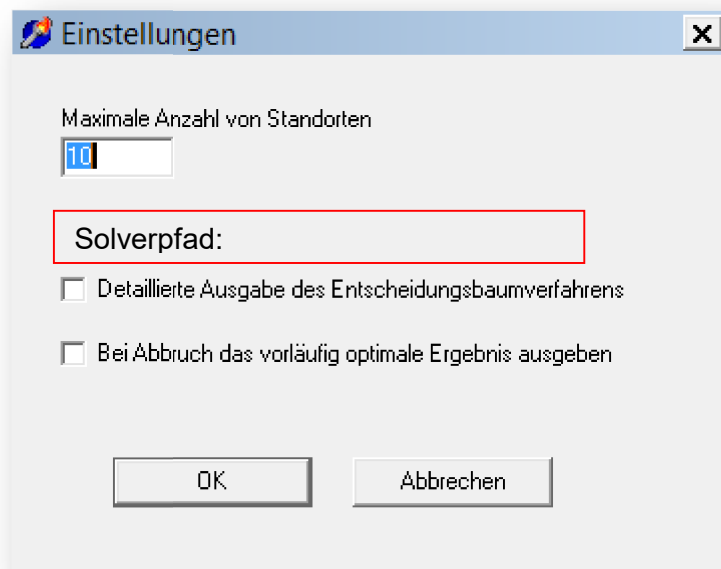 Einstellungen
Maximale Anzahl von Standorten
10
Solverpfad:
Detaillierte Ausgabe des Entscheidungsbaumverfahrens
Bei Abbruch das vorläufig optimale Ergebnis ausgeben
OK Abbrechen